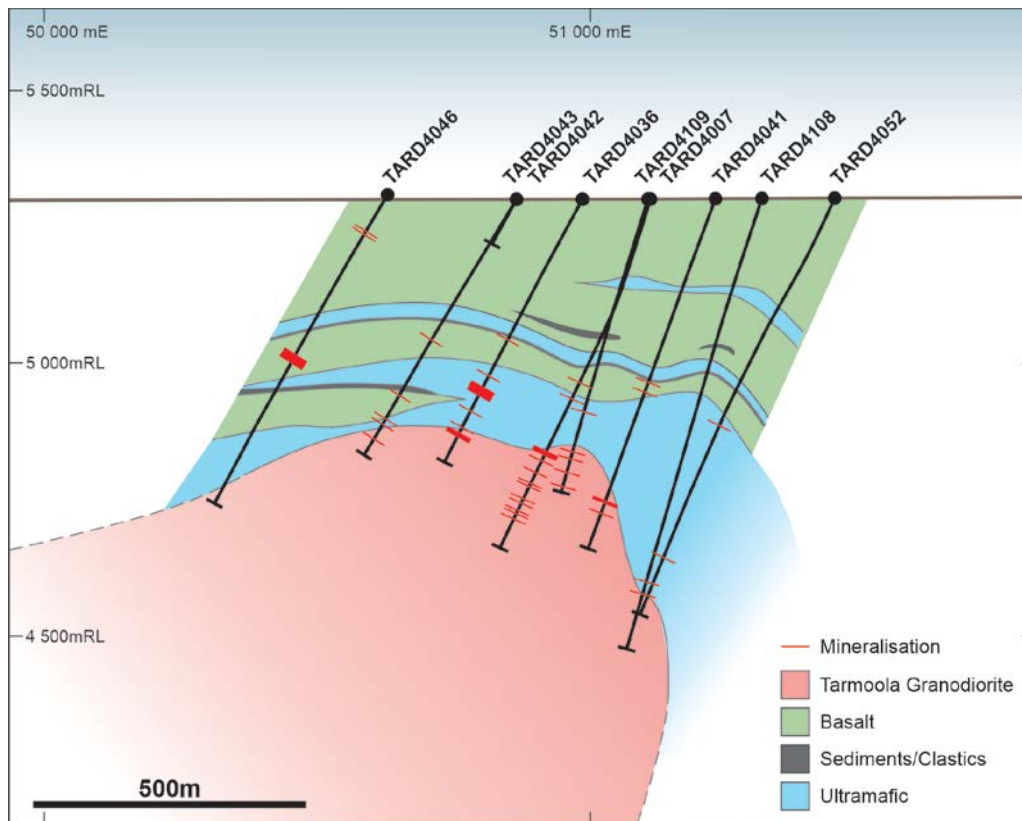 50 000 mE
51 000 mE
5 500mRL
TARD4046
TARD4043
TARD4042
TARD4036
TARD4109
TARD4007
TARD4041
TARD4108
TARD4052
5 000mRL
4 500mRL
Mineralisation
Tarmoola Granodiorite
Basalt
Sediments/Clastics
Ultramafic
500m